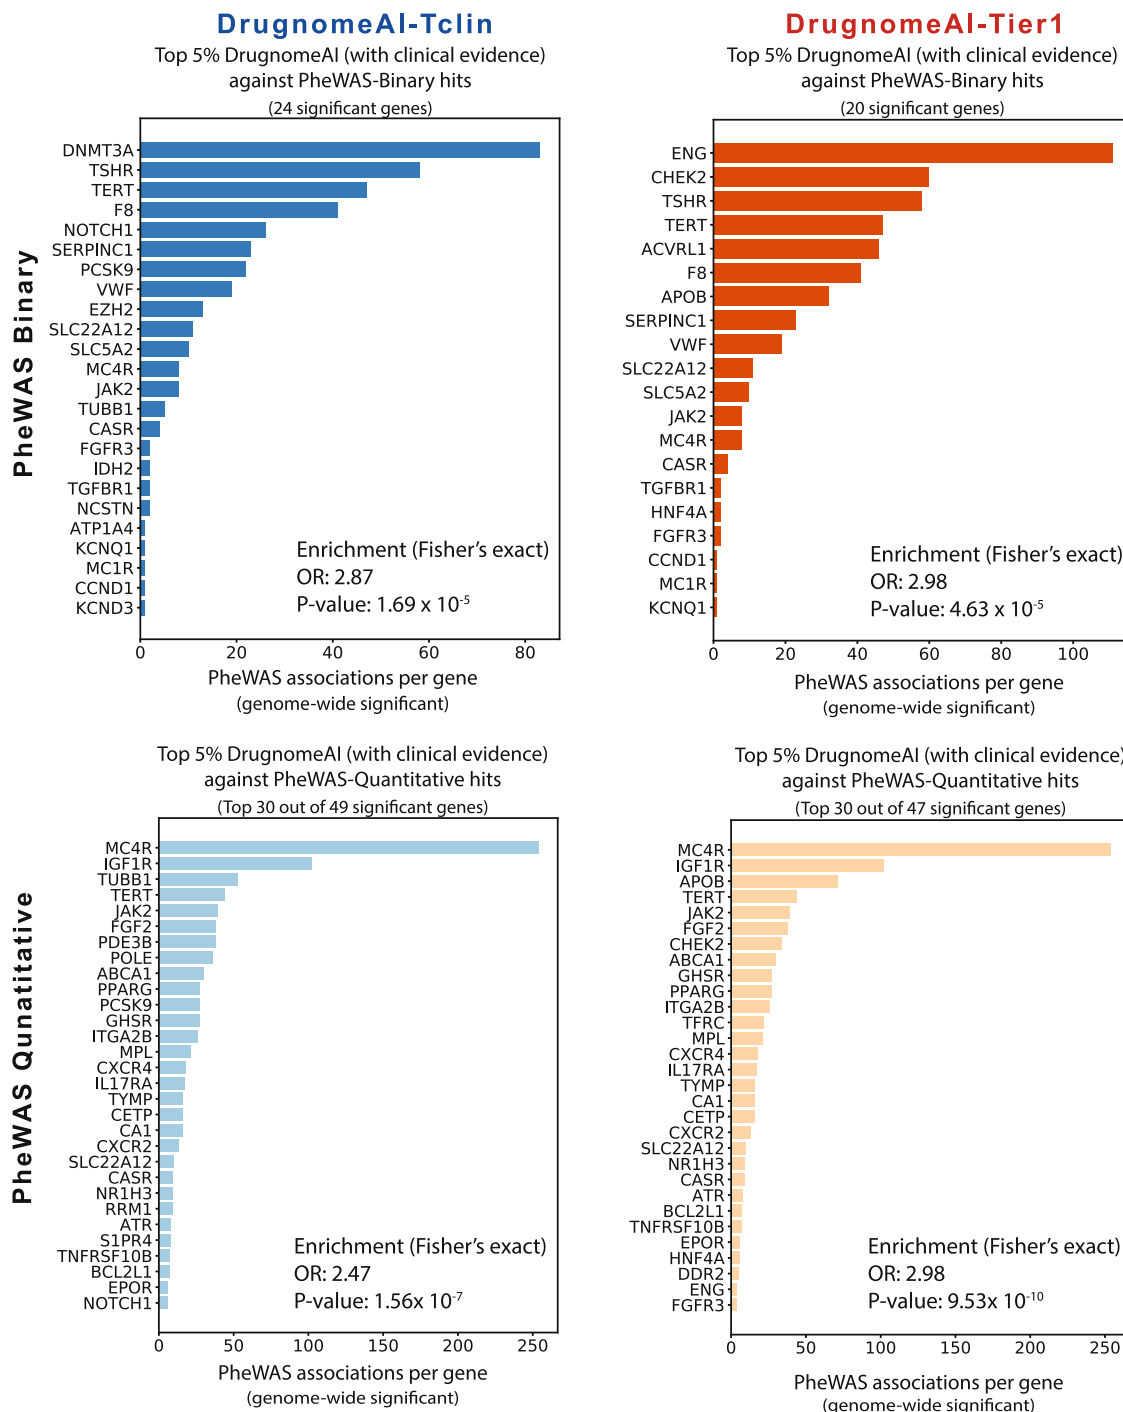 DrugnomeAI-Tclin
Top 5% DrugnomeAI (with clinical evidence)
against PheWAS-Binary hits
(24 significant genes)
PheWAS Binary
DNMT3A
TSHR
TERT
F8
NOTCH1
SERPINC1
PCSK9
VWF
EZH2
SLC22A12
SLC5A2
MC4R
JAK2
TUBB1
CASR
FGFR3
IDH2
TGFBR1
NCSTN
ATP1A4
KCNQ1
MC1R
CCND1
KCND3
Enrichment (Fisher's exact)
OR: 2.87
P-value: 1.69 x 10-5
0 20 40 60 80
PheWAS associations per gene
(genome-wide significant)
DrugnomeAI-Tier1
Top 5% DrugnomeAI (with clinical evidence)
against PheWAS-Binary hits
(20 significant genes)
ENG
CHEK2
TSHR
TERT
ACVRL1
F8
APOB
SERPINC1
VWF
SLC22A12
SLC5A2
JAK2
MC4R
CASR
TGFBR1
HNF4A
FGFR3
CCND1
MC1R
KCNQ1
Enrichment (Fisher's exact)
OR: 2.98
P-value: 4.63 x 10-5
0 20 40 60 80 100
PheWAS associations per gene
(genome-wide significant)
Top 5% DrugnomeAI (with clinical evidence)
against PheWAS-Quantitative hits
(Top 30 out of 49 significant genes)
PheWAS Qunatitative
MC4R
IGF1R
TUBB1
TERT
JAK2
FGF2
PDE3B
POLE
ABCA1
PPARG
PCSK9
GHSR
ITGA2B
MPL
CXCR4
IL17RA
TYMP
CETP
CA1
CXCR2
SLC22A12
CASR
NR1H3
RRM1
ATR
S1PR4
TNFRSF10B
BCL2L1
EPOR
NOTCH1
Enrichment (Fisher's exact)
OR: 2.47
P-value: 1.56x 10-7
0 50 100 150 200 250
PheWAS associations per gene
(genome-wide significant)
Top 5% DrugnomeAI (with clinical evidence)
against PheWAS-Quantitative hits
(Top 30 out of 47 significant genes)
MC4R
IGF1R
APOB
TERT
JAK2
FGF2
CHEK2
ABCA1
GHSR
PPARG
ITGA2B
TFRC
MPL
CXCR4
IL17RA
TYMP
CA1
CETP
CXCR2
SLC22A12
NR1H3
CASR
ATR
BCL2L1
TNFRSF10B
EPOR
HNF4A
DDR2
ENG
FGFR3
Enrichment (Fisher's exact)
OR: 2.98
P-value: 9.53x 10-10
0 50 100 150 200 250
PheWAS associations per gene
(genome-wide significant)